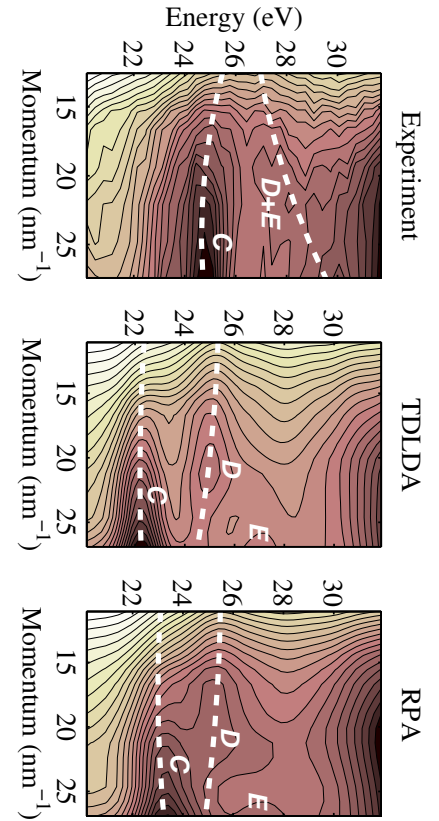 Experiment
Energy (eV)
22
24
26
28
30
15
20
25
Momentum (nm⁻¹)
C
D+E
TDLDA
22
24
26
28
30
15
20
25
Momentum (nm⁻¹)
C
D
E
RPA
22
24
26
28
30
15
20
25
Momentum (nm⁻¹)
C
D
E